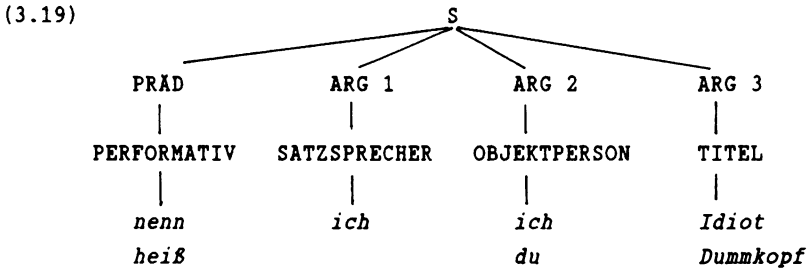 (3.19) S
PRÄD ARG 1 ARG 2 ARG 3
PERFORMATIV SATZSPRECHER OBJEKTPERSON TITEL
nenn ich ich Idiot
heiß du Dummkopf